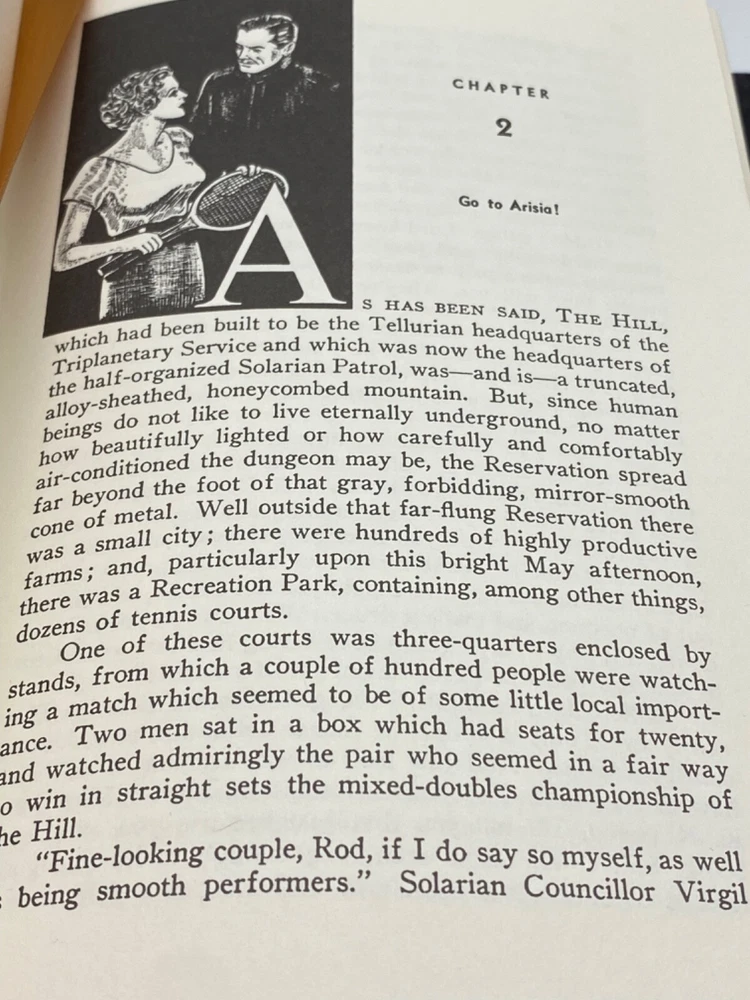 CHAPTER
2
Go to Arisia!
AS HAS BEEN SAID, THE HILL,
which had been built to be the Tellurian headquarters of the
Triplanetary Service and which was now the headquarters of
the half-organized Solarian Patrol, was—and is—a truncated,
alloy-sheathed, honeycombed mountain. But, since human
beings do not like to live eternally underground, no matter
how beautifully lighted or how carefully and comfortably
air-conditioned the dungeon may be, the Reservation spread
far beyond the foot of that gray, forbidding, mirror-smooth
cone of metal. Well outside that far-flung Reservation there
was a small city; there were hundreds of highly productive
farms; and, particularly upon this bright May afternoon,
there was a Recreation Park, containing, among other things,
dozens of tennis courts.
One of these courts was three-quarters enclosed by
stands, from which a couple of hundred people were watch-
ing a match which seemed to be of some little local import-
ance. Two men sat in a box which had seats for twenty,
and watched admiringly the pair who seemed in a fair way
o win in straight sets the mixed-doubles championship of
he Hill.
"Fine-looking couple, Rod, if I do say so myself, as well
being smooth performers." Solarian Councillor Virgil